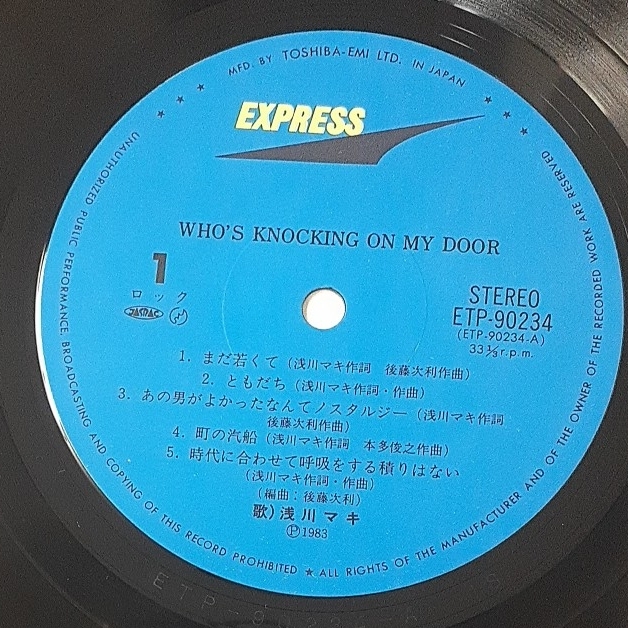 MFD. BY TOSHIBA-EMI LTD. IN JAPAN
EXPRESS
WHO'S KNOCKING ON MY DOOR
1
ロック
JASRAC
STEREO
ETP-90234
(ETP-90234-A)
33⅓r.p.m.
1. まだ若くて (浅川マキ作詞 後藤次利作曲)
2. ともだち (浅川マキ作詞・作曲)
3. あの男がよかったなんてノスタルジー (浅川マキ作詞
後藤次利作曲)
4. 町の汽船 (浅川マキ作詞 本多俊之作曲)
5. 時代に合わせて呼吸をする積りはない
(浅川マキ作詞・作曲)
(編曲:後藤次利)
歌)浅川マキ
Ⓟ1983
UNAUTHORIZED PUBLIC PERFORMANCE, BROADCASTING AND COPYING OF THIS RECORD PROHIBITED ★ ALL RIGHTS OF THE MANUFACTURER AND OF THE OWNER OF THE RECORDED WORK ARE RESERVED